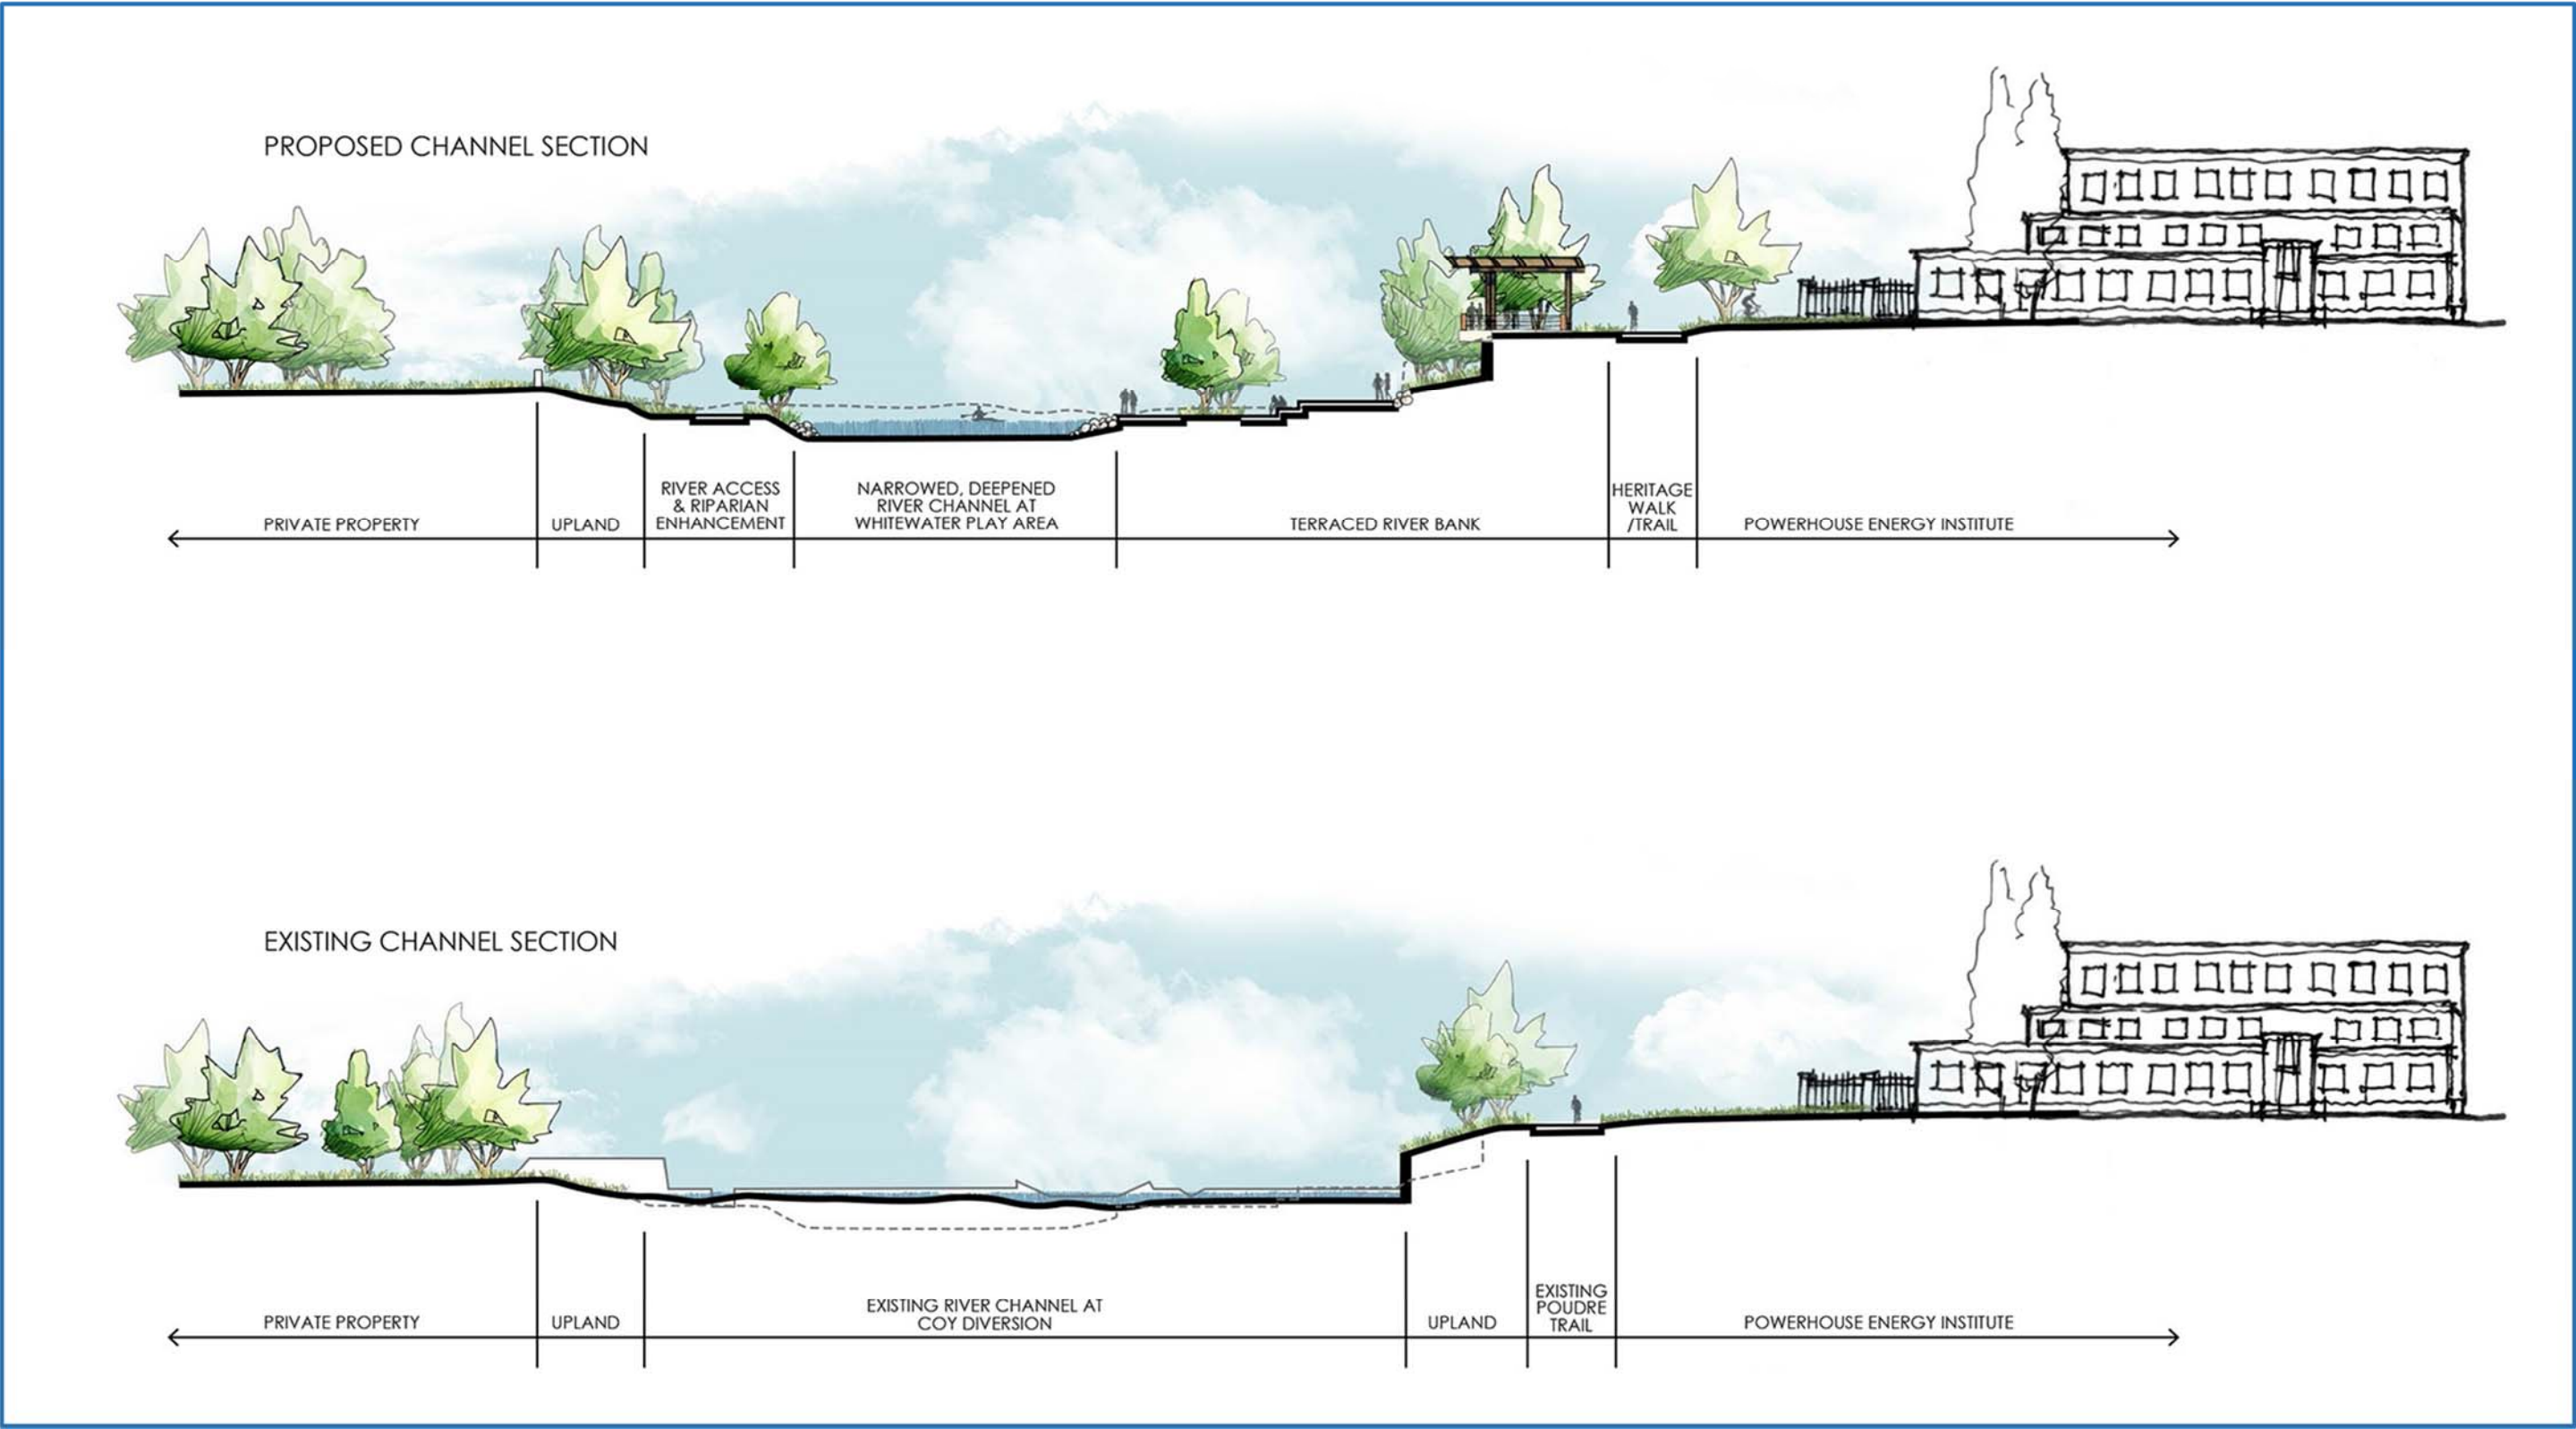 PROPOSED CHANNEL SECTION
PRIVATE PROPERTY
UPLAND
RIVER ACCESS
& RIPARIAN
ENHANCEMENT
NARROWED, DEEPENED
RIVER CHANNEL AT
WHITEWATER PLAY AREA
TERRACED RIVER BANK
HERITAGE
WALK
/TRAIL
POWERHOUSE ENERGY INSTITUTE
EXISTING CHANNEL SECTION
PRIVATE PROPERTY
UPLAND
EXISTING RIVER CHANNEL AT
COY DIVERSION
UPLAND
EXISTING
POUDRE
TRAIL
POWERHOUSE ENERGY INSTITUTE